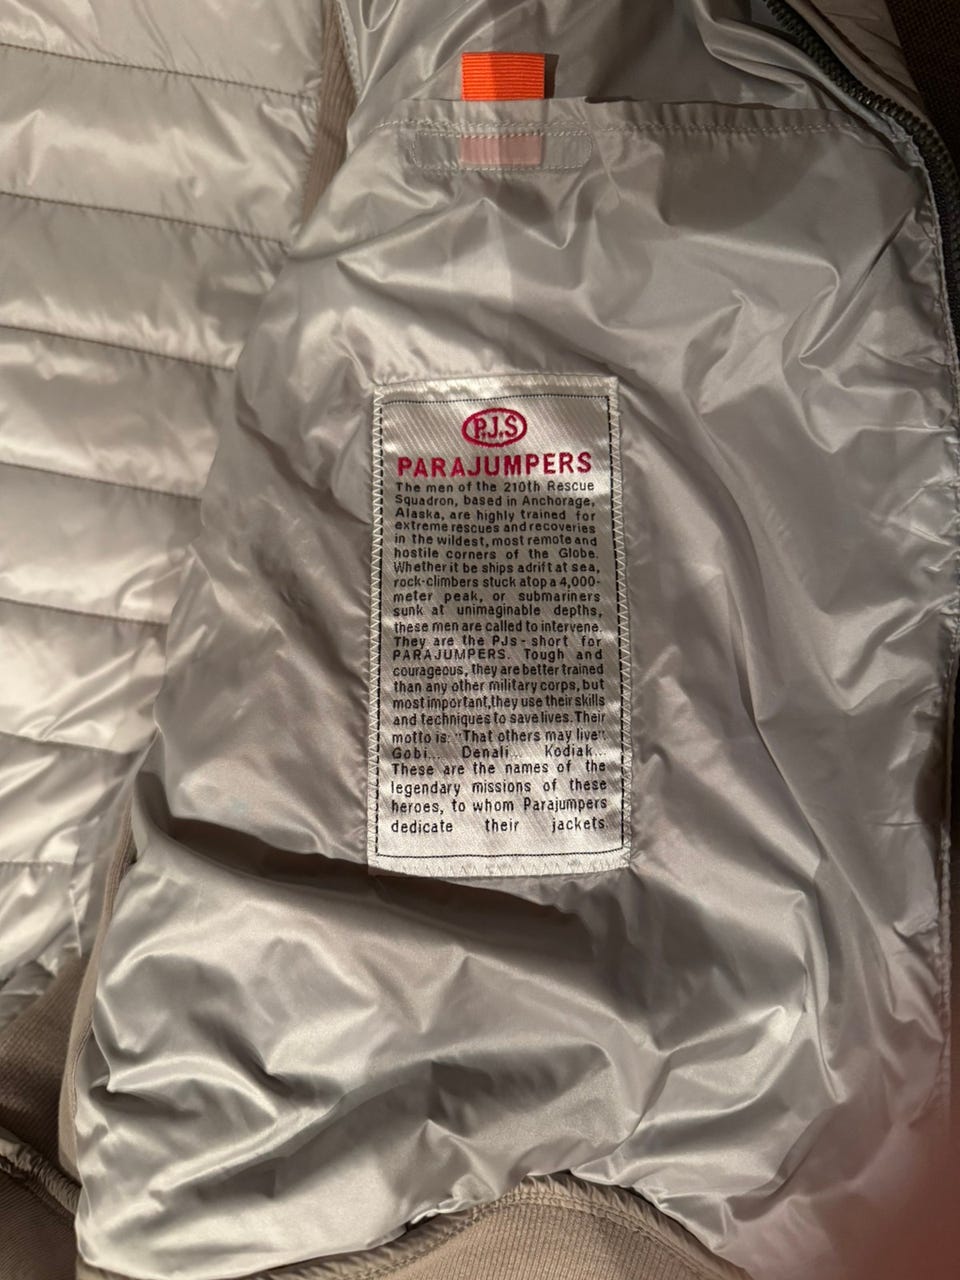 P.J.S
PARAJUMPERS
The men of the 210th Rescue
Squadron, based in Anchorage,
Alaska, are highly trained for
extreme rescues and recoveries
in the wildest, most remote and
hostile corners of the Globe.
Whether it be ships adrift at sea,
rock-climbers stuck atop a 4,000-
meter peak, or submariners
sunk at unimaginable depths,
these men are called to intervene.
They are the PJs - short for
PARAJUMPERS. Tough and
courageous, they are better trained
than any other military corps, but
most important,they use their skills
and techniques to save lives. Their
motto is: "That others may live".
Gobi... Denali... Kodiak...
These are the names of the
legendary missions of these
heroes, to whom Parajumpers
dedicate their jackets